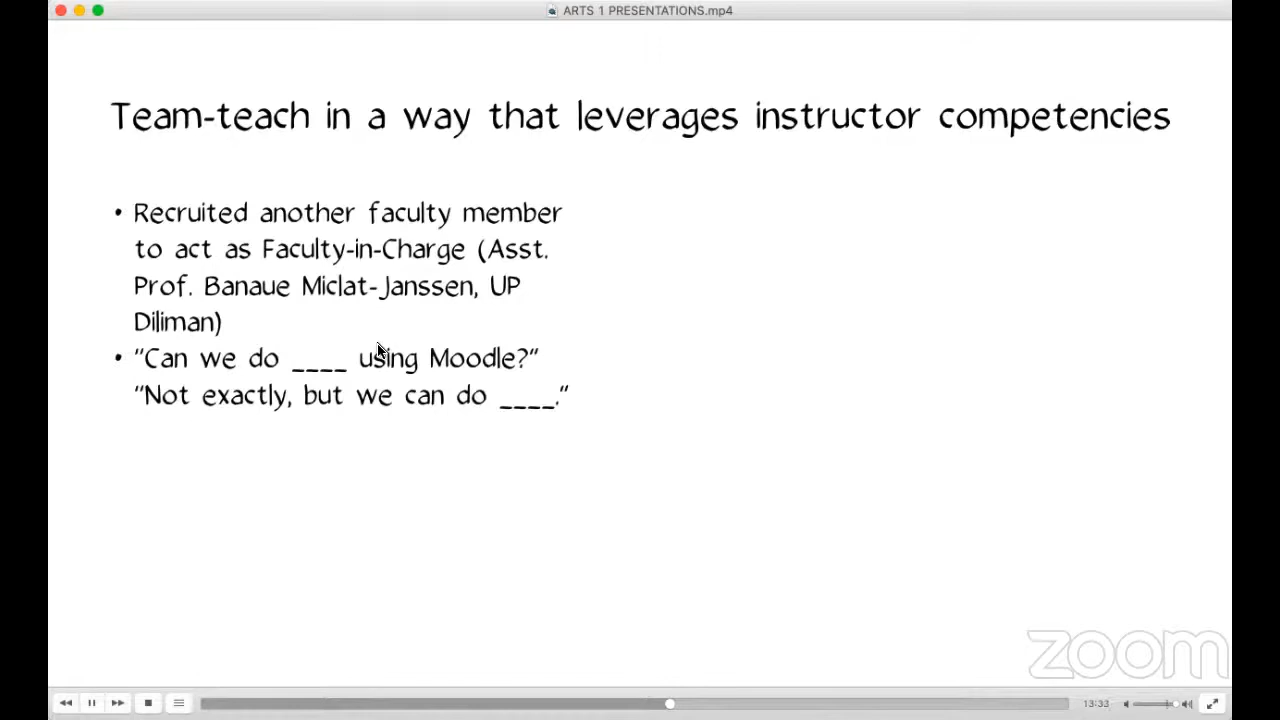 ARTS 1 PRESENTATIONS.mp4
Team-teach in a way that leverages instructor competencies
• Recruited another faculty member
to act as Faculty-in-Charge (Asst.
Prof. Banaue Miclat-Janssen, UP
Diliman)
• "Can we do ____ using Moodle?"
"Not exactly, but we can do ____."
zoom
13:33